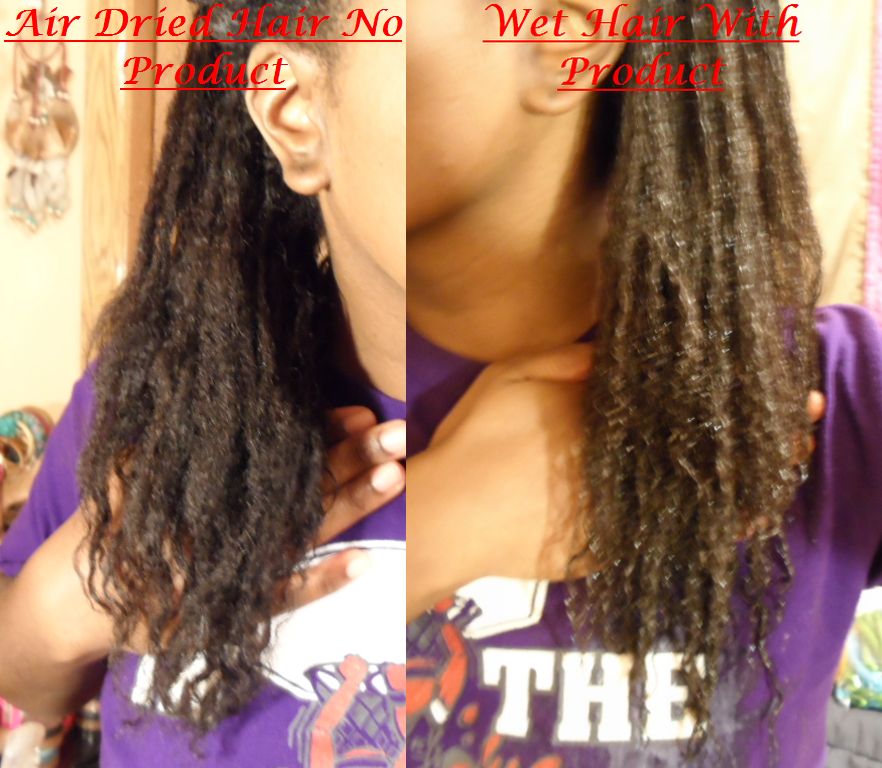 Air Dried Hair No
Product
Wet Hair With
Product
THE